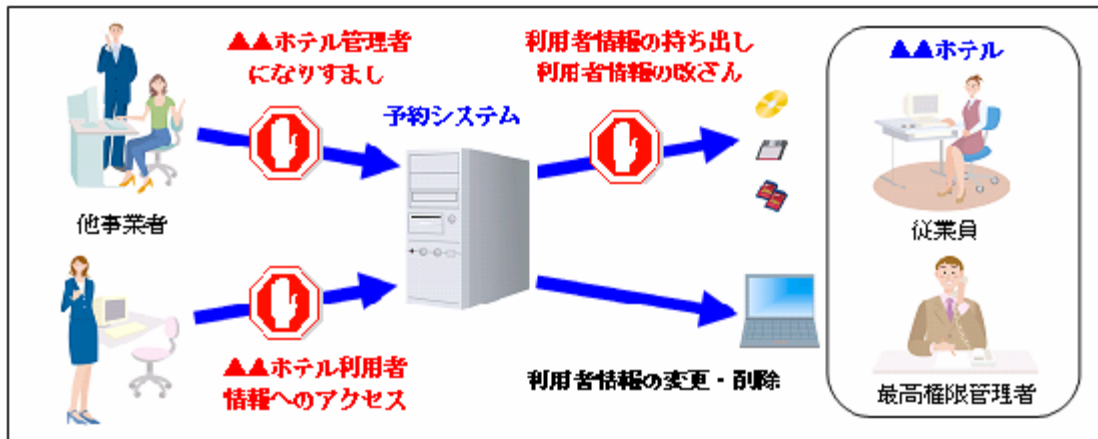 ▲▲ホテル管理者
になりすまし
利用者情報の持ち出し
利用者情報の改ざん
▲▲ホテル
予約システム
他事業者
従業員
▲▲ホテル利用者
情報へのアクセス
利用者情報の変更・削除
最高権限管理者